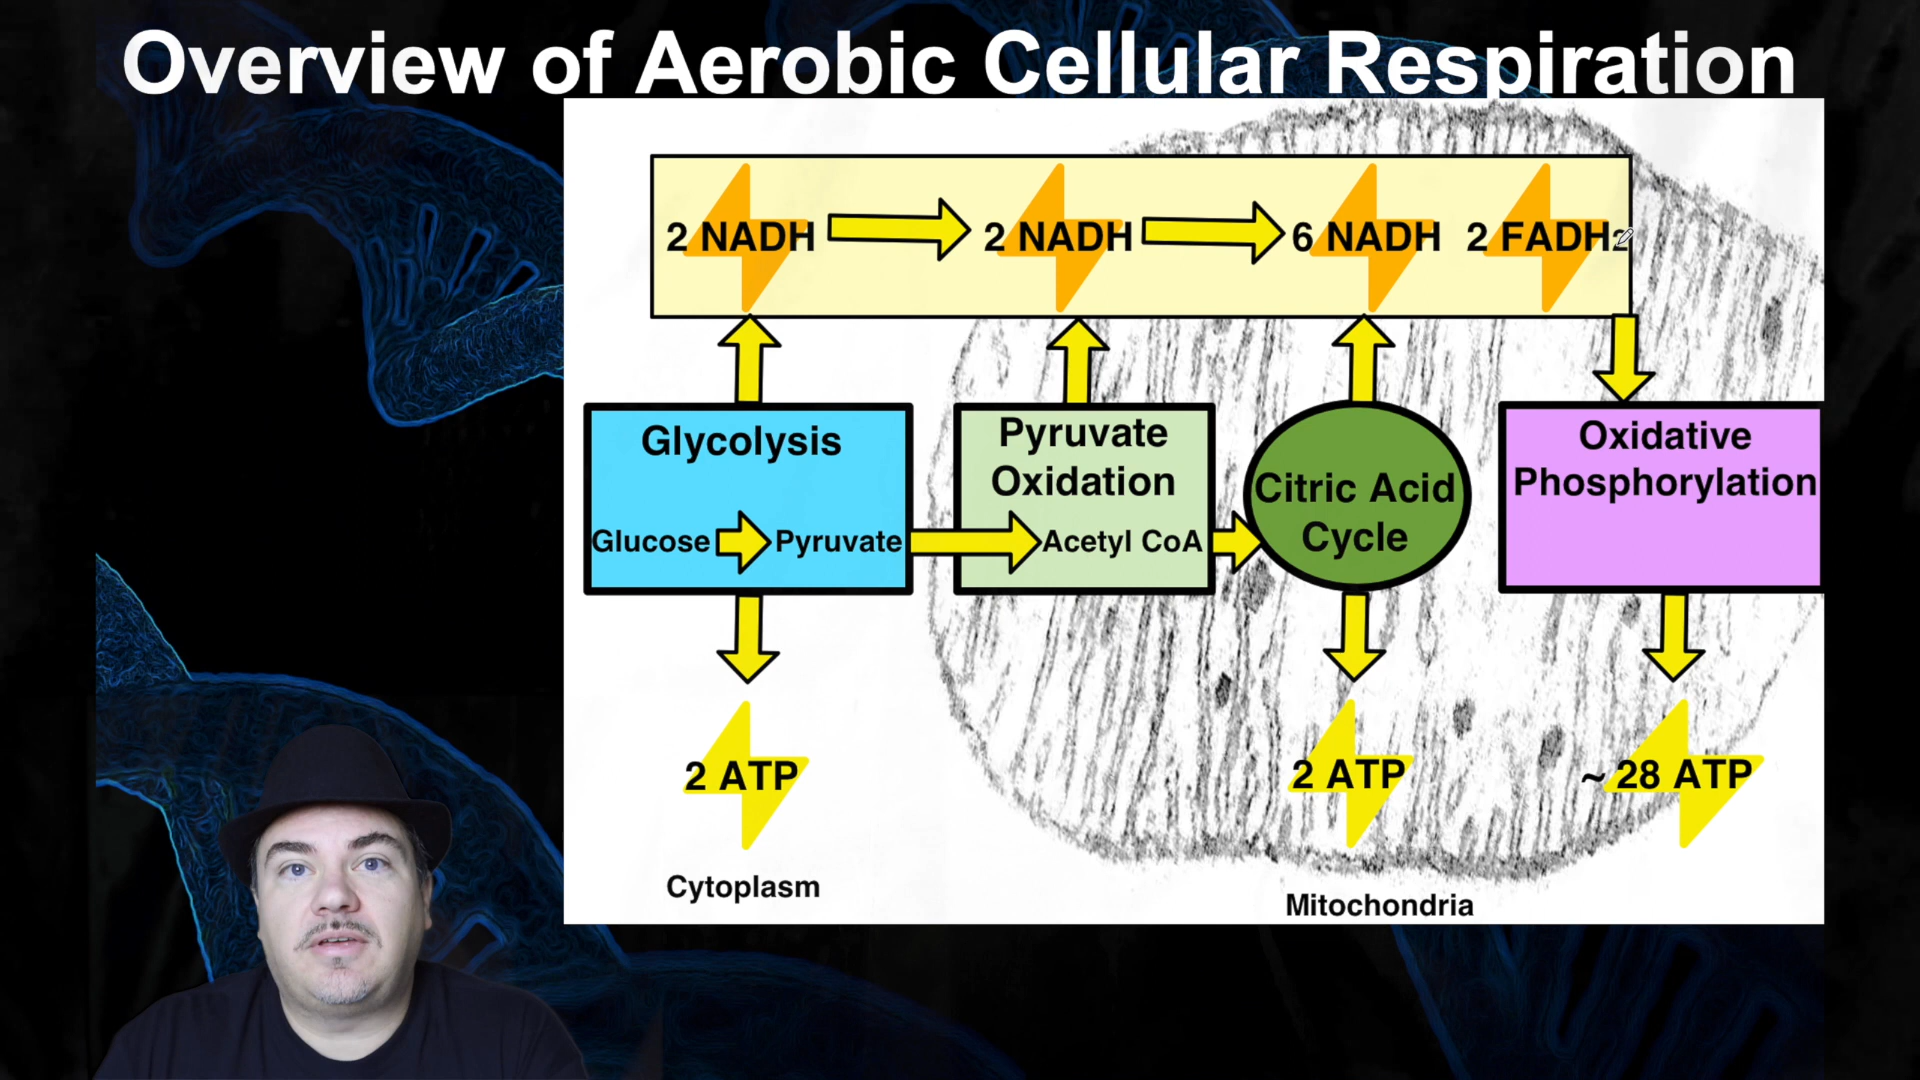 Overview of Aerobic Cellular Respiration
2 NADH
2 NADH
6 NADH
2 FADH2
Glycolysis
Glucose
Pyruvate
Pyruvate
Oxidation
Acetyl CoA
Citric Acid
Cycle
Oxidative
Phosphorylation
2 ATP
2 ATP
~ 28 ATP
Cytoplasm
Mitochondria